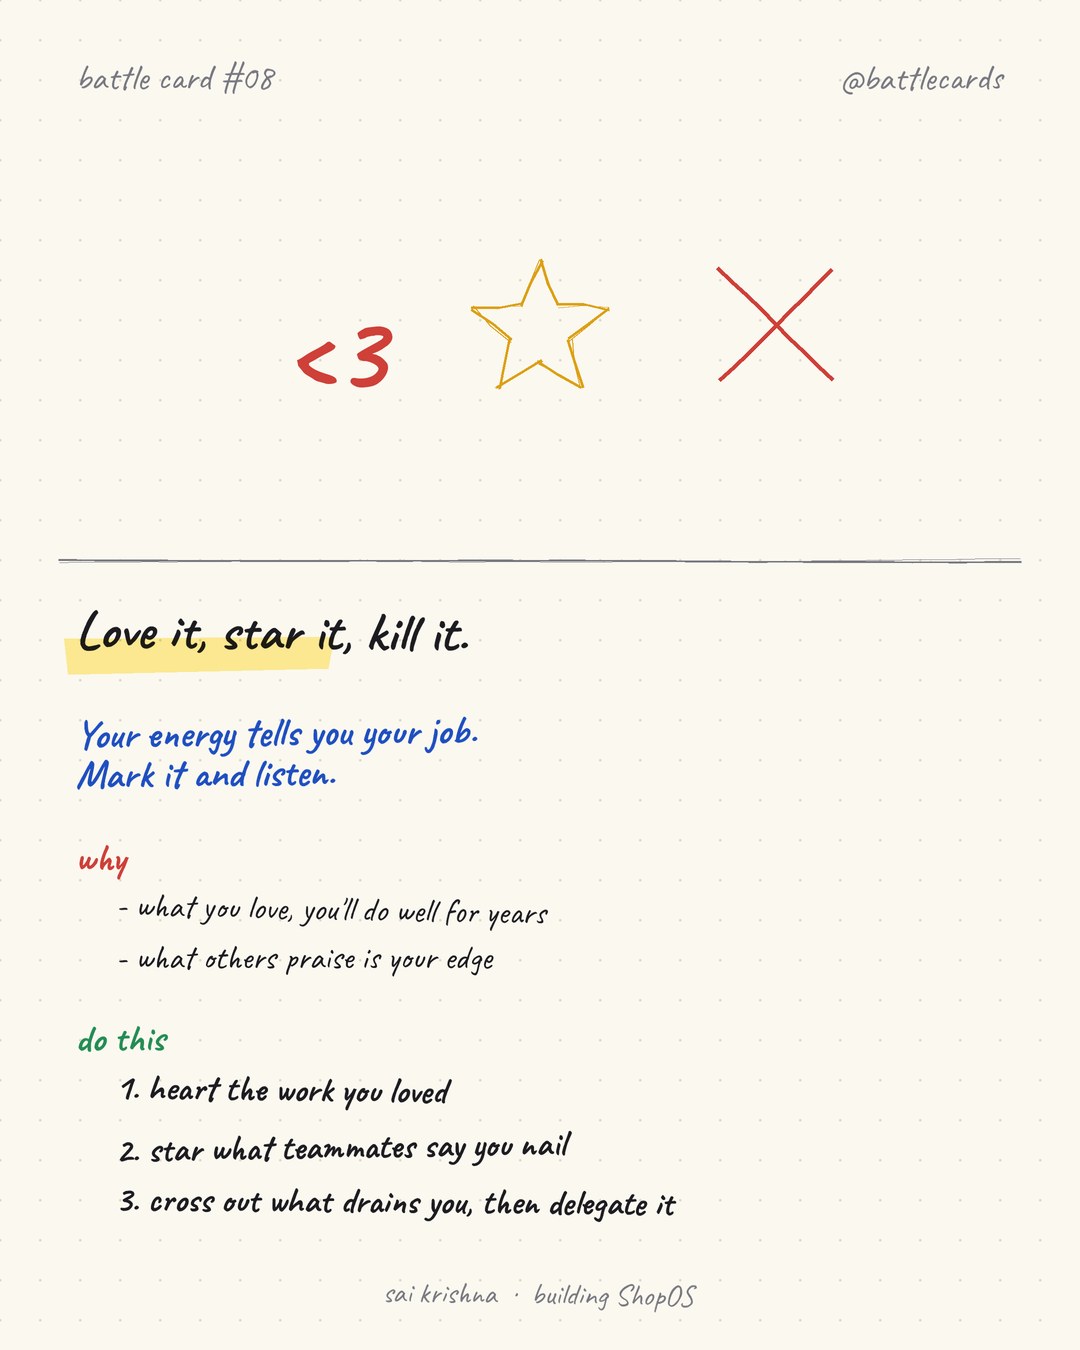 battle card #08
@battlecards
<3
Love it, star it, kill it.
Your energy tells you your job.
Mark it and listen.
why
- what you love, you'll do well for years
- what others praise is your edge
do this
1. heart the work you loved
2. star what teammates say you nail
3. cross out what drains you, then delegate it
sai krishna · building ShopOS